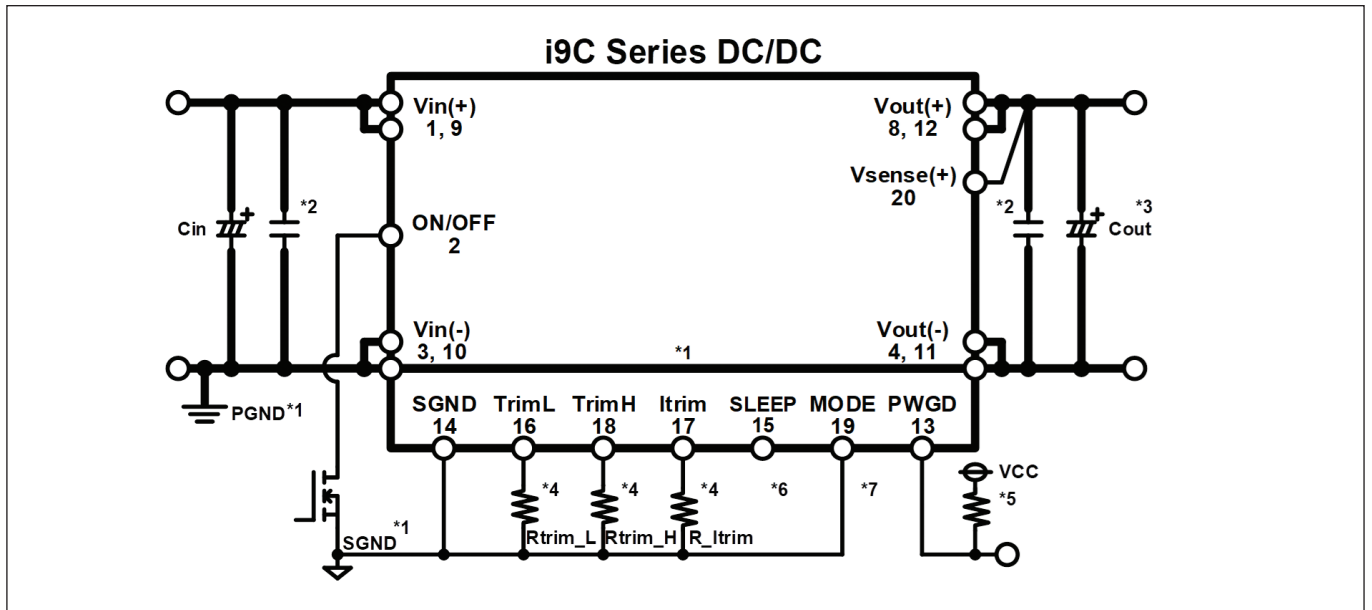 i9C Series DC/DC
Vin(+)
1, 9
Vout(+)
8, 12
Vsense(+)
20
Cin
+
*2
ON/OFF
2
*2
+
*3
Cout
Vin(-)
3, 10
*1
Vout(-)
4, 11
PGND*1
SGND
14
TrimL
16
TrimH
18
Itrim
17
SLEEP
15
MODE
19
PWGD
13
VCC
*4
*4
*4
*6
*7
*5
SGND*1
Rtrim_L
Rtrim_H
R_Itrim